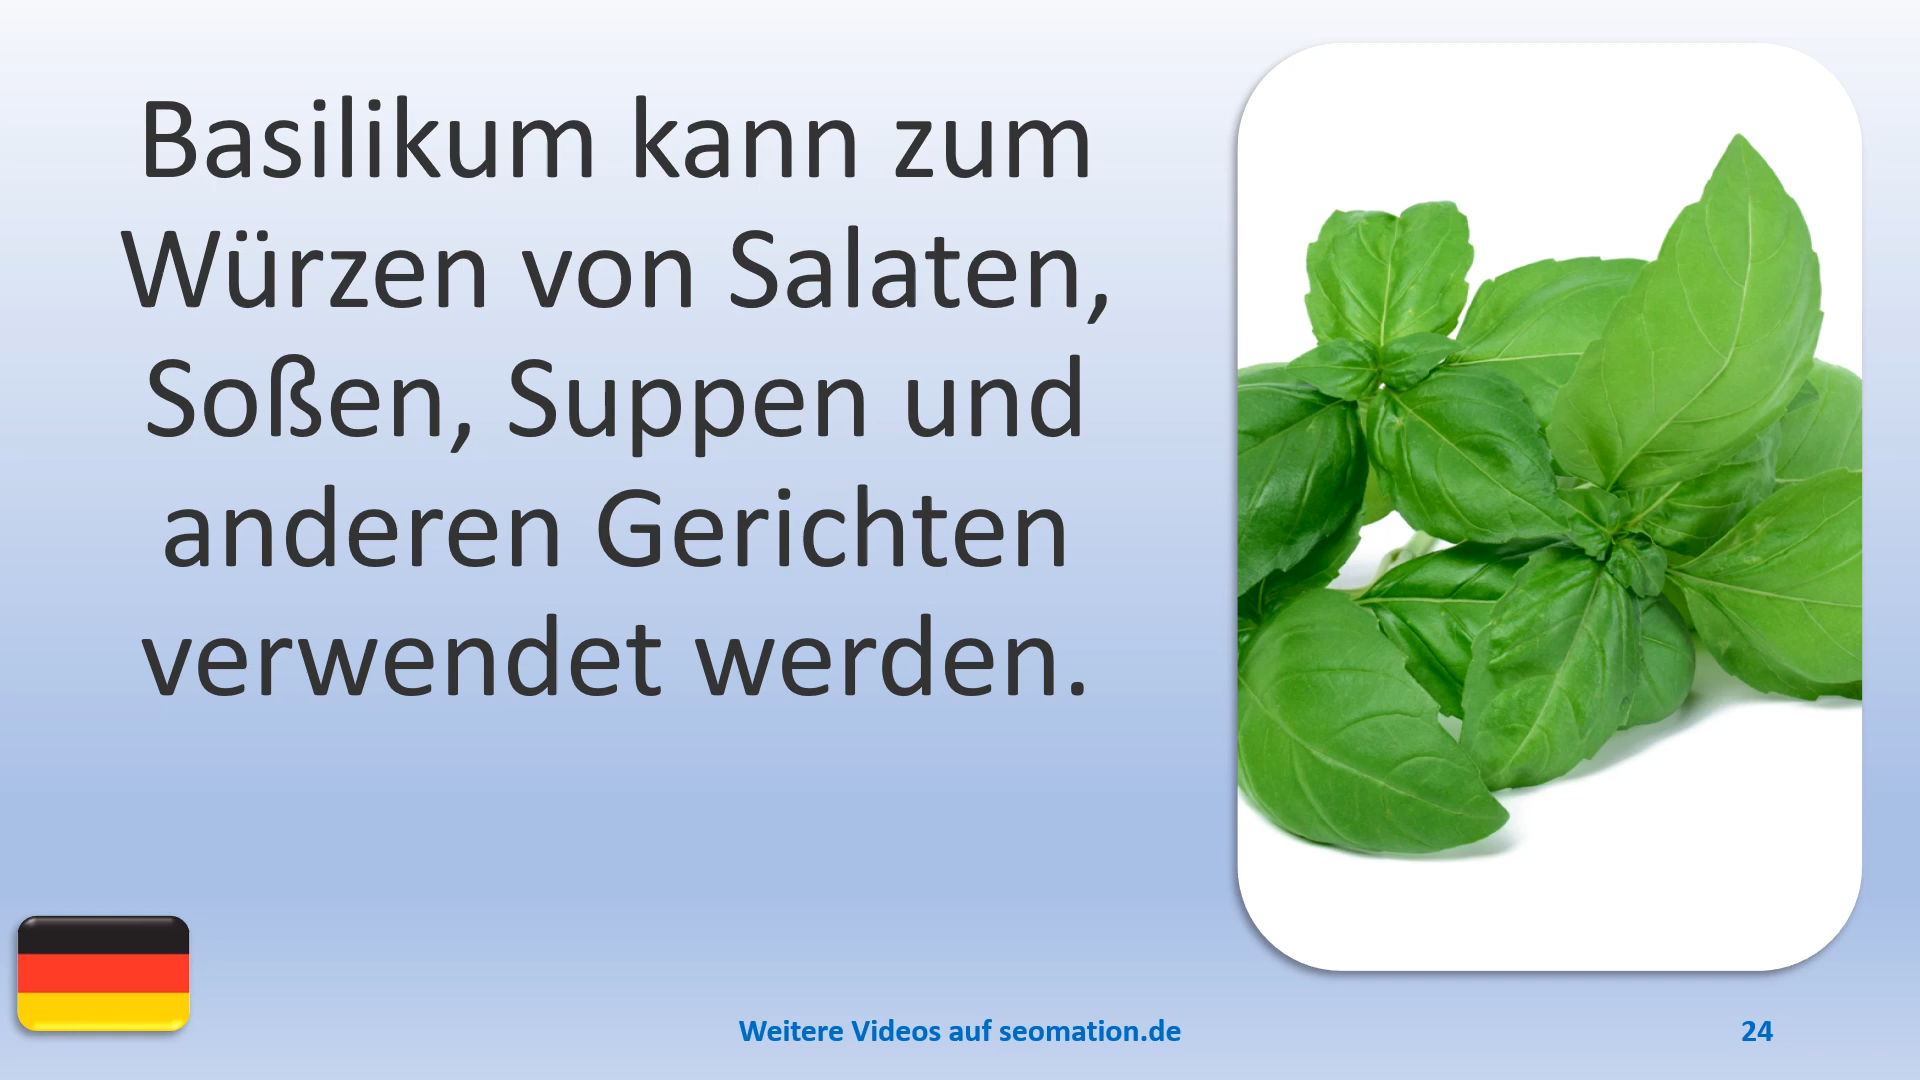 Basilikum kann zum
Würzen von Salaten,
Soßen, Suppen und
anderen Gerichten
verwendet werden.
Weitere Videos auf seomation.de
24